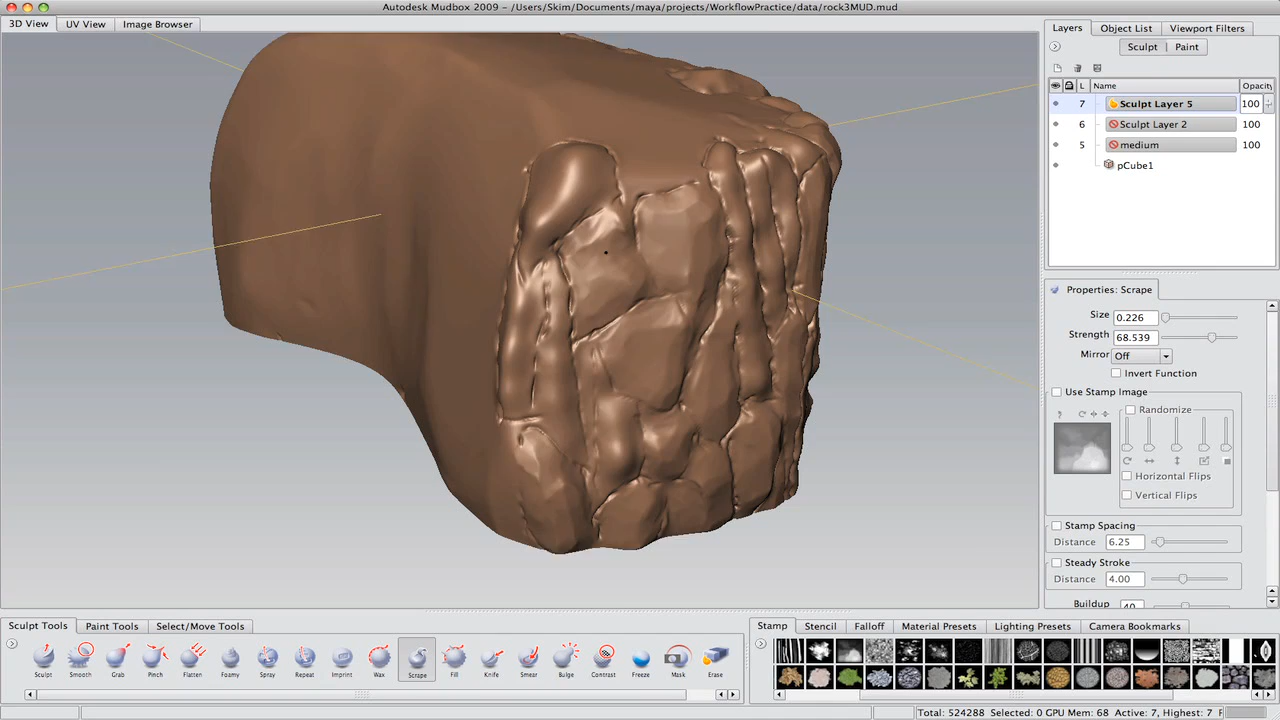 Autodesk Mudbox 2009 - /Users/Skim/Documents/maya/projects/WorkflowPractice/data/rock3MUD.mud
3D View UV View Image Browser
Layers Object List Viewport Filters
Sculpt Paint
L Name Opacity
7 Sculpt Layer 5 100
6 Sculpt Layer 2 100
5 medium 100
pCube1
Properties: Scrape
Size 0.226
Strength 68.539
Mirror Off
Invert Function
Use Stamp Image
Randomize
Horizontal Flips
Vertical Flips
Stamp Spacing
Distance 6.25
Steady Stroke
Distance 4.00
Buildup 40
Sculpt Tools Paint Tools Select/Move Tools
Stamp Stencil Falloff Material Presets Lighting Presets Camera Bookmarks
Sculpt Smooth Grab Pinch Flatten Foamy Spray Repeat Imprint Wax Scrape Fill Knife Smear Bulge Contrast Freeze Mask Erase
Total: 524288 Selected: 0 GPU Mem: 68 Active: 7, Highest: 7 F